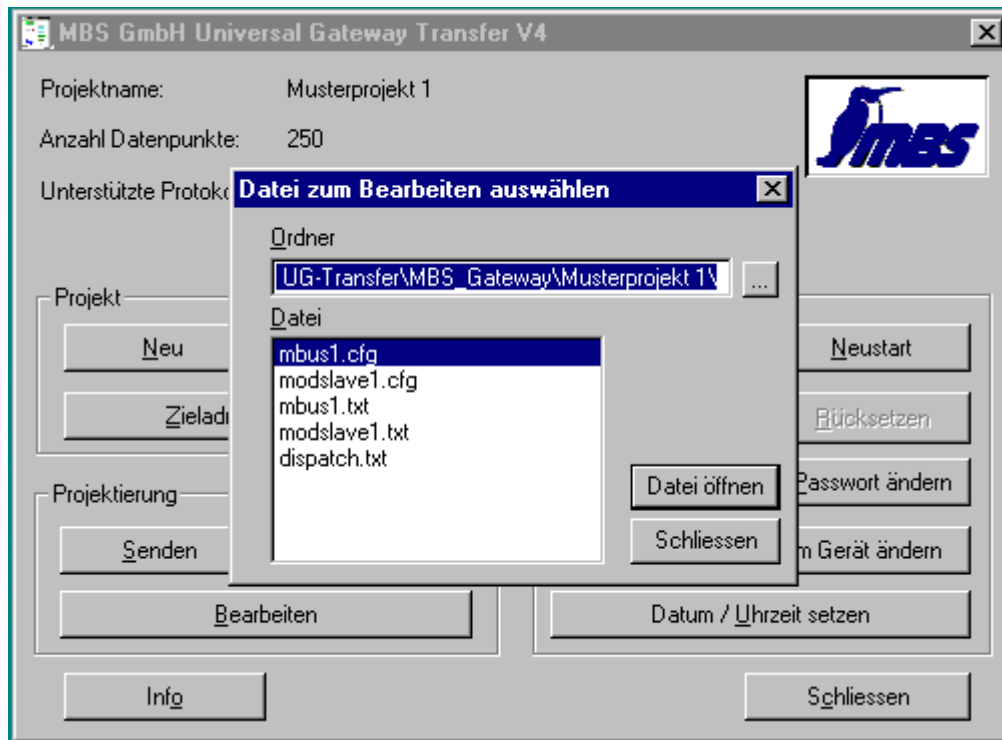 MBS GmbH Universal Gateway Transfer V4
Projektname: Musterprojekt 1
Anzahl Datenpunkte: 250
MBS
Unterstützte Protok
Datei zum Bearbeiten auswählen
Ordner
UG-Transfer\MBS_Gateway\Musterprojekt 1\
...
Datei
mbus1.cfg
modslave1.cfg
mbus1.txt
modslave1.txt
dispatch.txt
Datei öffnen
Schliessen
Projekt
Neu
Zieladr
Neustart
Rücksetzen
Passwort ändern
Projektierung
Senden
m Gerät ändern
Bearbeiten
Datum / Uhrzeit setzen
Info
Schliessen